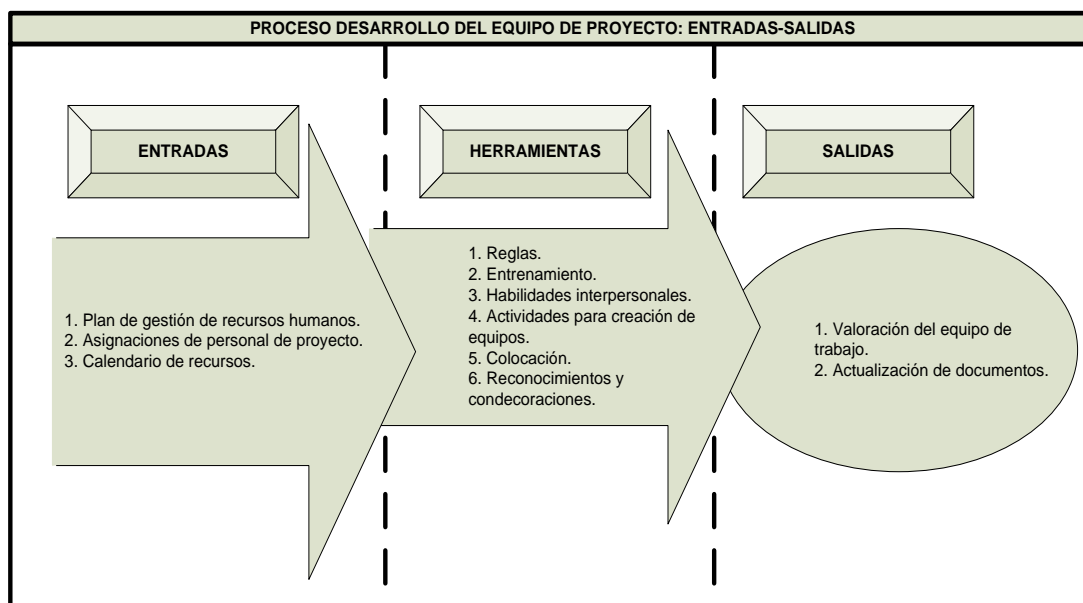 PROCESO DESARROLLO DEL EQUIPO DE PROYECTO: ENTRADAS-SALIDAS
ENTRADAS
1. Plan de gestión de recursos humanos.
2. Asignaciones de personal de proyecto.
3. Calendario de recursos.
HERRAMIENTAS
1. Reglas.
2. Entrenamiento.
3. Habilidades interpersonales.
4. Actividades para creación de
equipos.
5. Colocación.
6. Reconocimientos y
condecoraciones.
SALIDAS
1. Valoración del equipo de
trabajo.
2. Actualización de documentos.